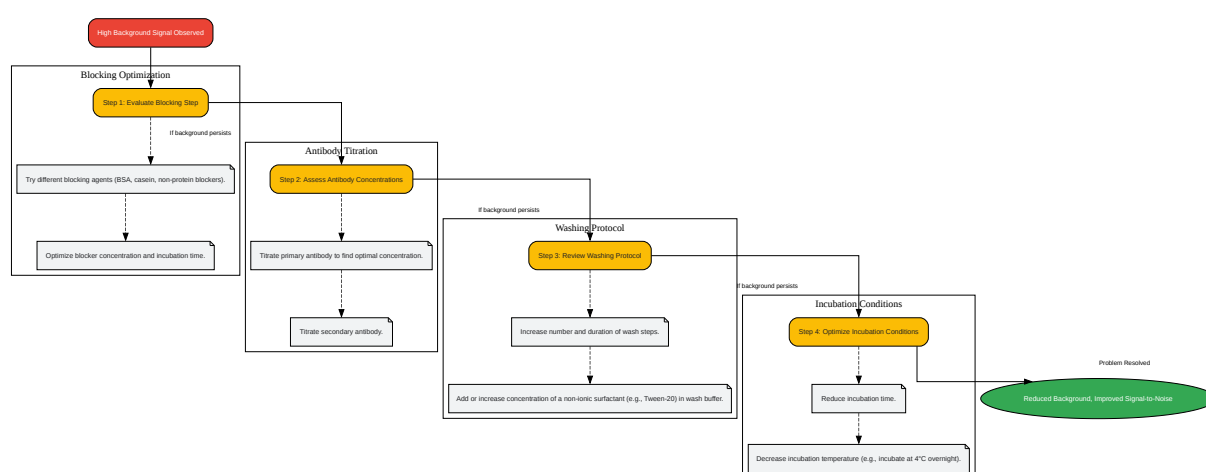 High Background Signal Observed
Blocking Optimization
Step 1: Evaluate Blocking Step
If background persists
Try different blocking agents (BSA, casein, non-protein blockers).
Optimize blocker concentration and incubation time.
Antibody Titration
Step 2: Assess Antibody Concentrations
If background persists
Titrate primary antibody to find optimal concentration.
Titrate secondary antibody.
Washing Protocol
Step 3: Review Washing Protocol
If background persists
Increase number and duration of wash steps.
Add or increase concentration of a non-ionic surfactant (e.g., Tween-20) in wash buffer.
Incubation Conditions
Step 4: Optimize Incubation Conditions
Problem Resolved
Reduce incubation time.
Decrease incubation temperature (e.g., incubate at 4°C overnight).
Reduced Background, Improved Signal-to-Noise